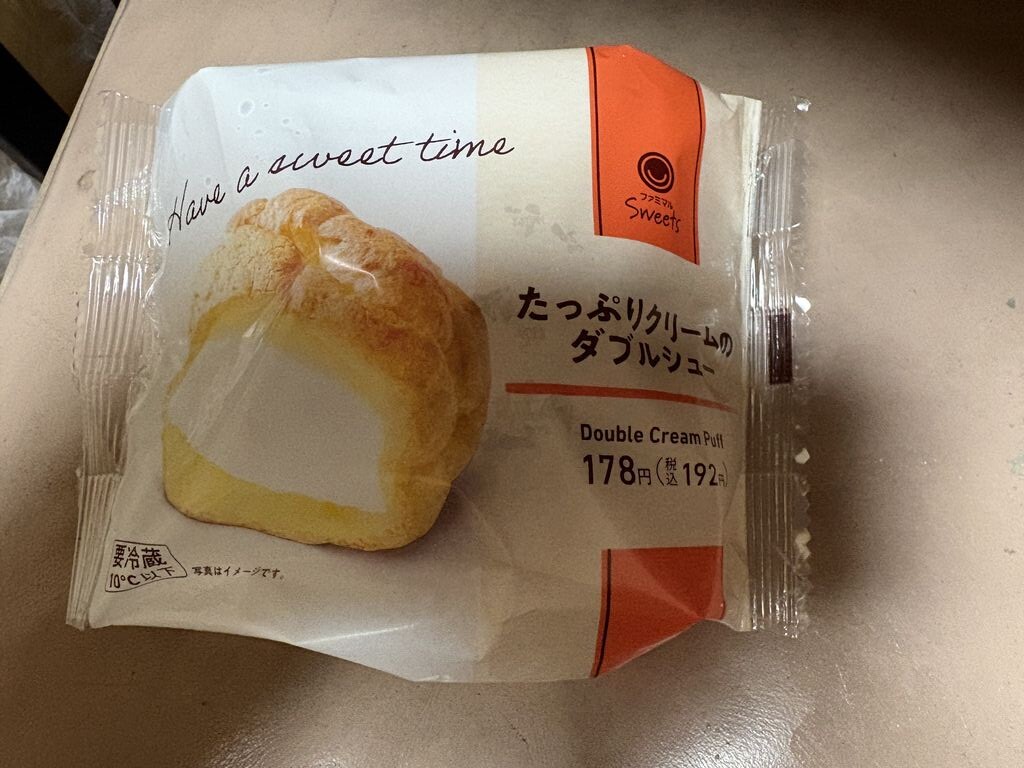 Have a sweet time
ファミマル
Sweets
たっぷりクリームの
ダブルシュー
Double Cream Puff
178円(税込192円)
要冷蔵
10℃以下
写真はイメージです。